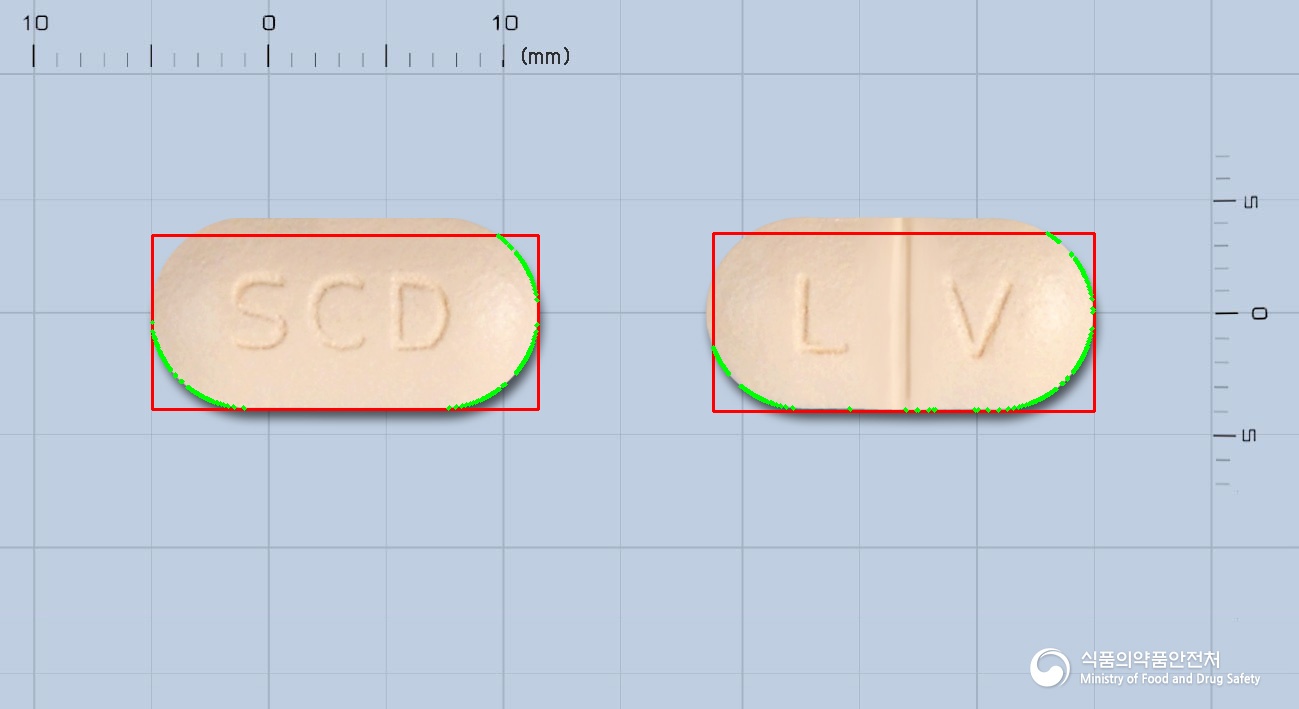 10 0 10 (mm)
5
SCD L V
0
5
식품의약품안전처
Ministry of Food and Drug Safety